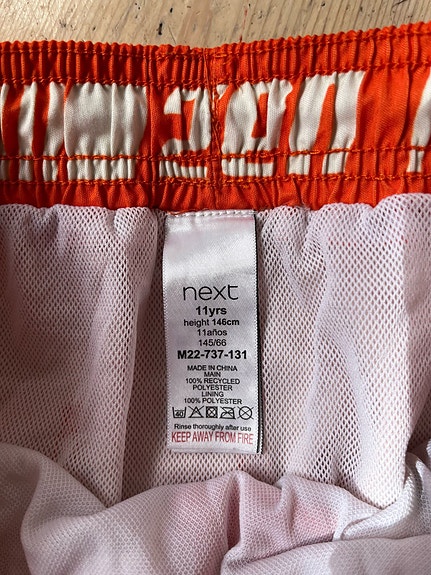 next
11yrs
height 146cm
11años
145/66
M22-737-131
MADE IN CHINA
MAIN
100% RECYCLED
POLYESTER
LINING
100% POLYESTER
40
Rinse thoroughly after use
KEEP AWAY FROM FIRE